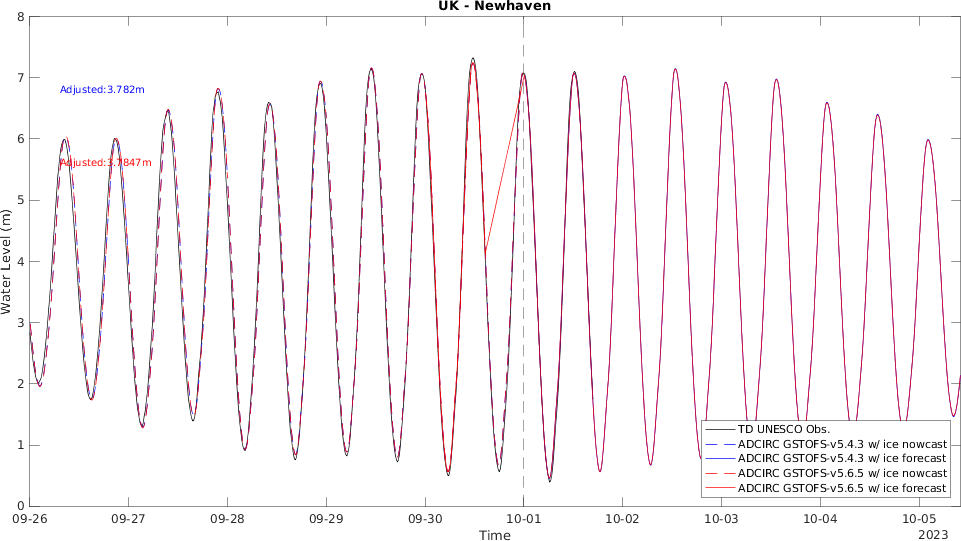 UK - Newhaven
8
7
6
5
4
3
2
1
0
Water Level (m)
Adjusted:3.782m
Adjusted:3.7847m
TD UNESCO Obs.
ADCIRC GSTOFS-v5.4.3 w/ ice nowcast
ADCIRC GSTOFS-v5.4.3 w/ ice forecast
ADCIRC GSTOFS-v5.6.5 w/ ice nowcast
ADCIRC GSTOFS-v5.6.5 w/ ice forecast
09-26 09-27 09-28 09-29 09-30 10-01 10-02 10-03 10-04 10-05
Time
2023